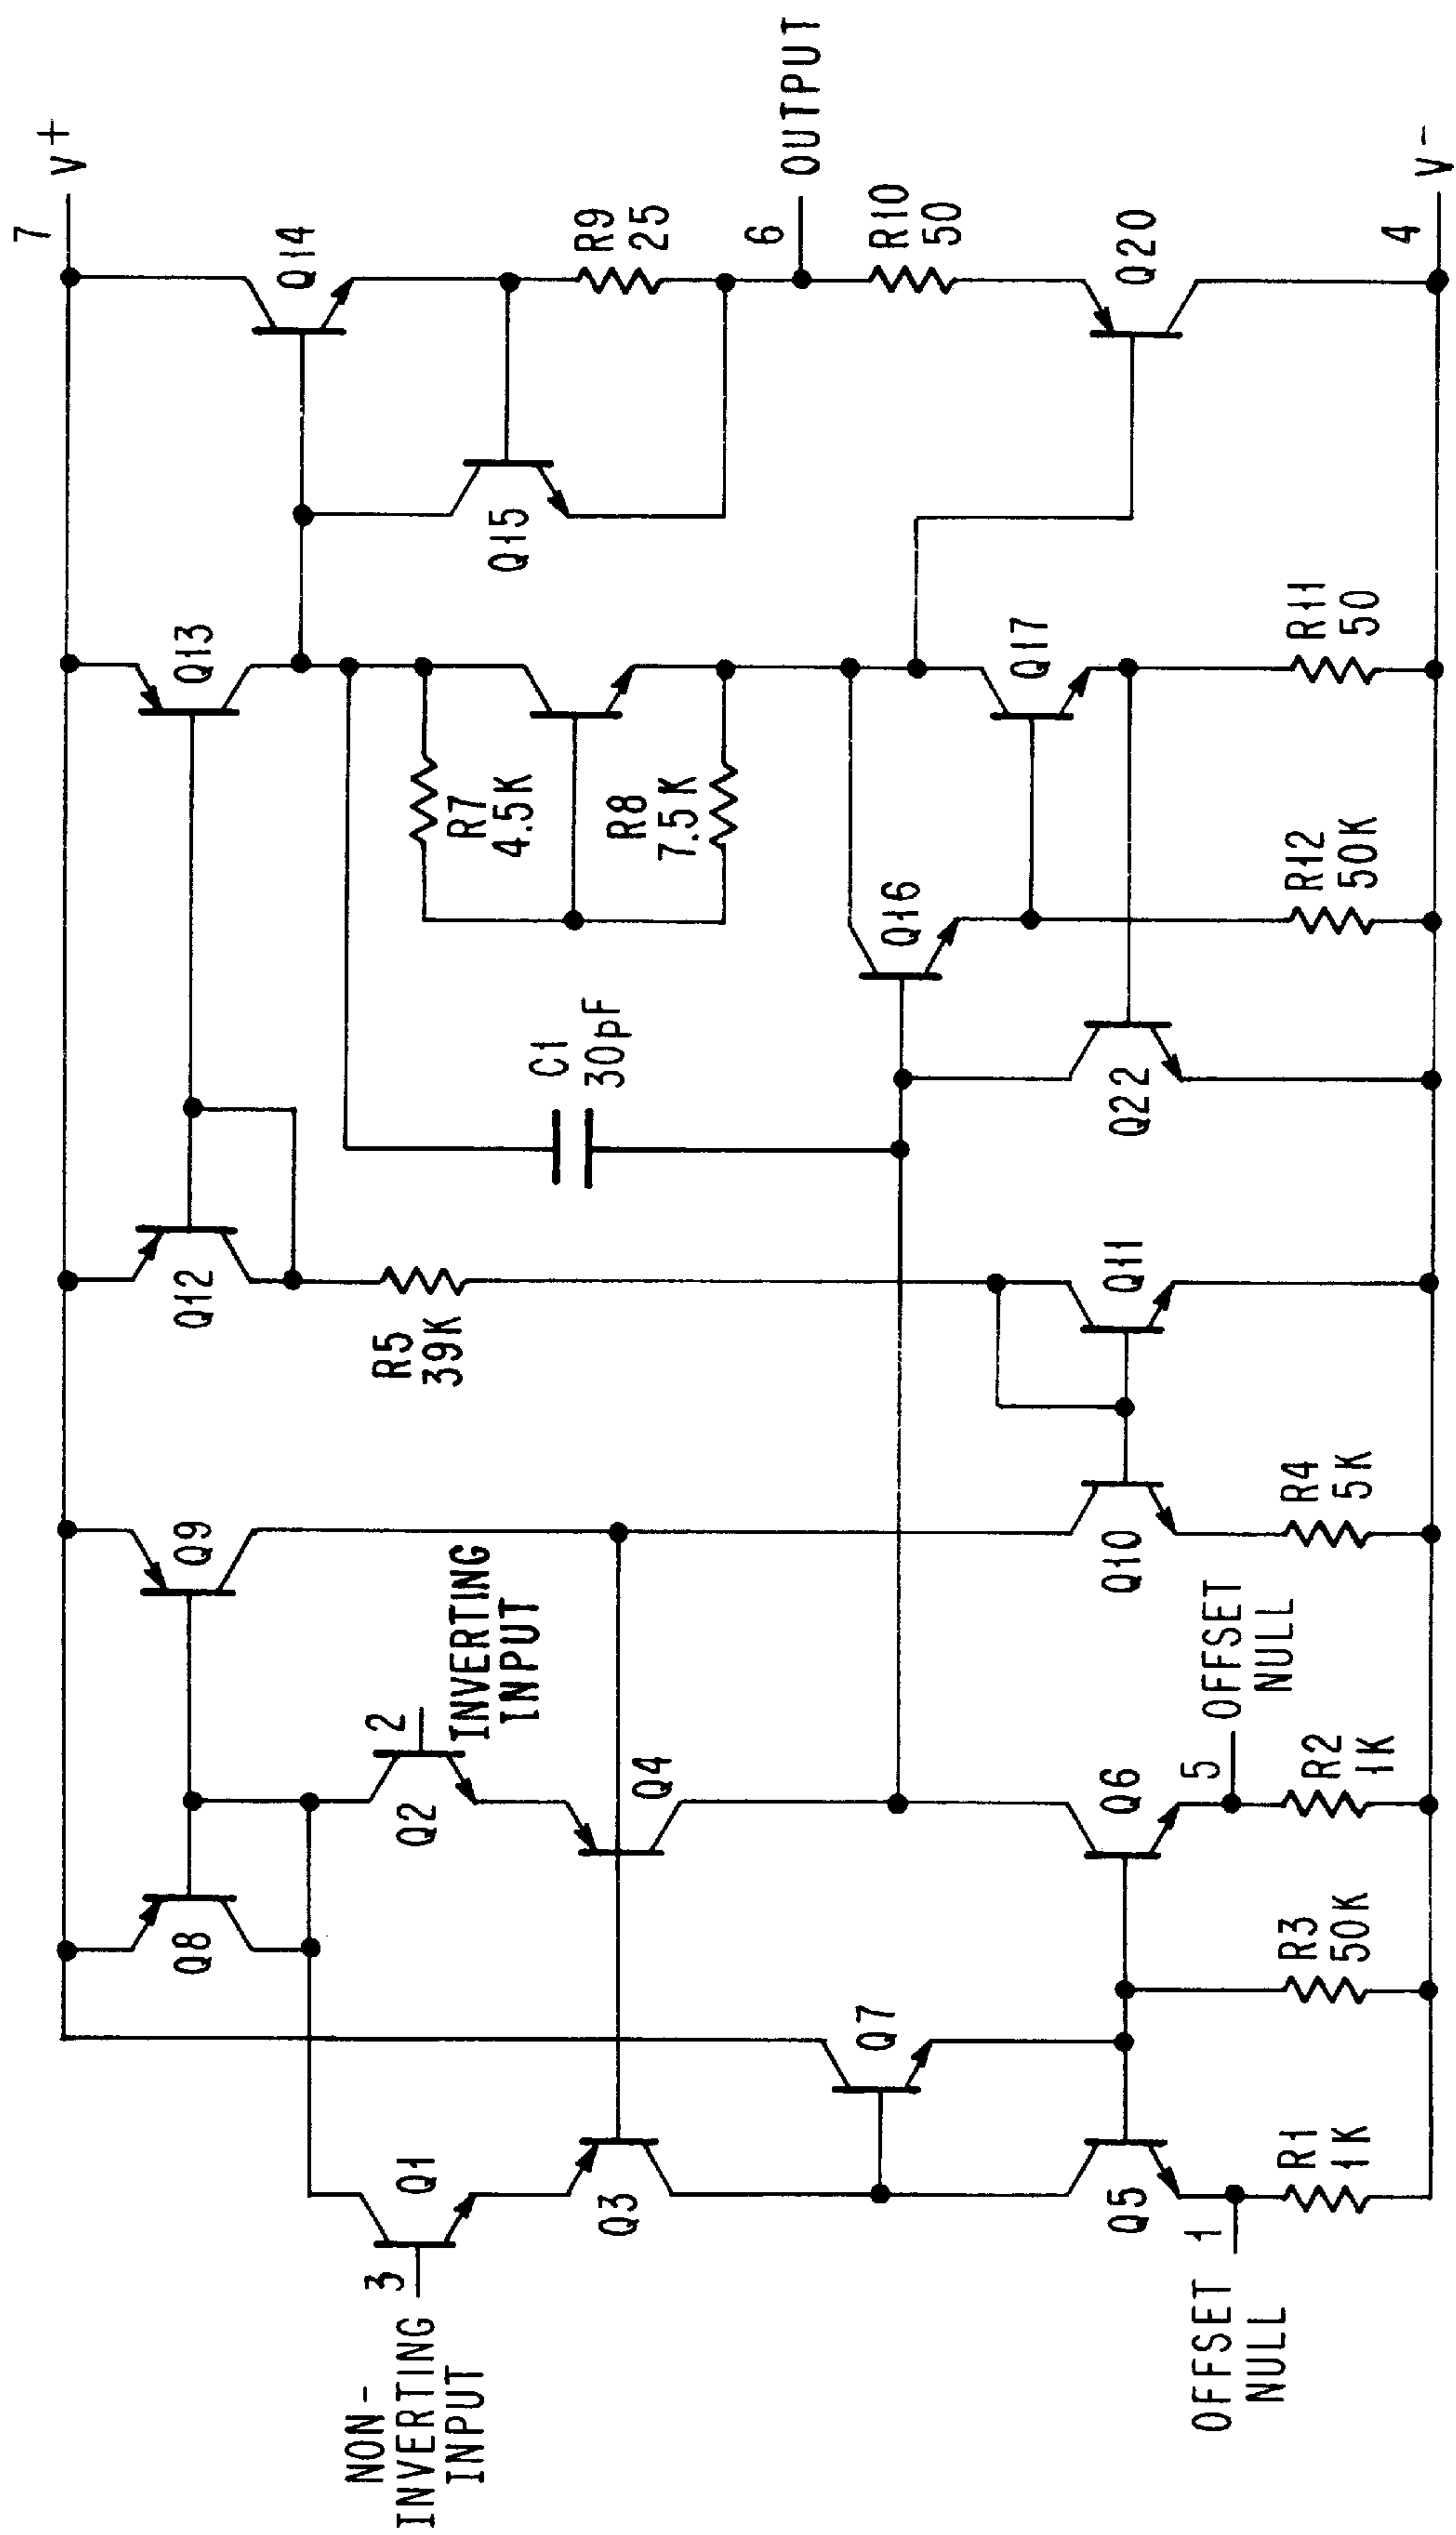 7
V+
Q14
R9
25
6
OUTPUT
R10
50
Q20
4
V-
Q13
Q15
R7
4.5K
R8
7.5K
Q17
R11
50
Q12
C1
30pF
Q16
R12
50K
Q22
R5
39K
Q11
Q9
Q10
R4
5K
2
INVERTING
INPUT
Q8
Q2
Q4
Q6
5
OFFSET
NULL
R2
1K
R3
50K
Q7
Q1
3
NON-
INVERTING
INPUT
Q3
Q5
1
OFFSET
NULL
R1
1K